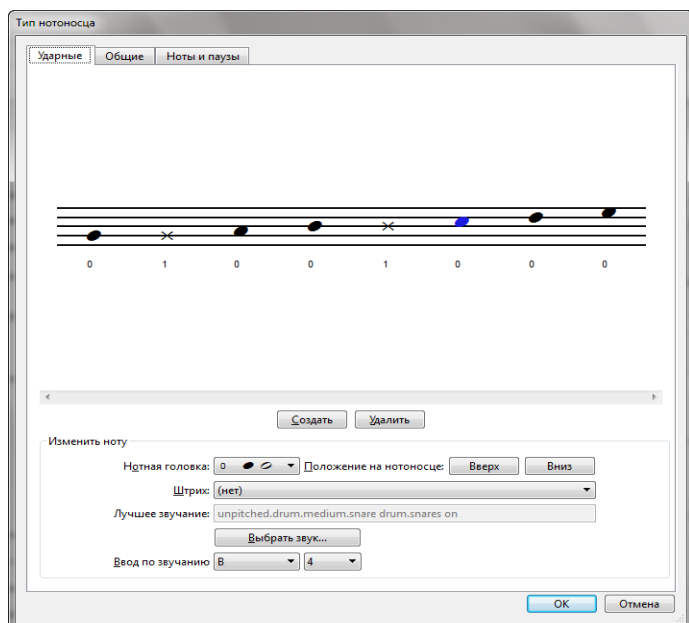 Тип нотоносца
Ударные Общие Ноты и паузы
0 1 0 0 1 0 0 0
Создать Удалить
Изменить ноту
Нотная головка: 0 Положение на нотоносце: Вверх Вниз
Штрих: (нет)
Лучшее звучание: unpitched.drum.medium.snare drum.snares on
Выбрать звук...
Ввод по звучанию B 4
OK Отмена